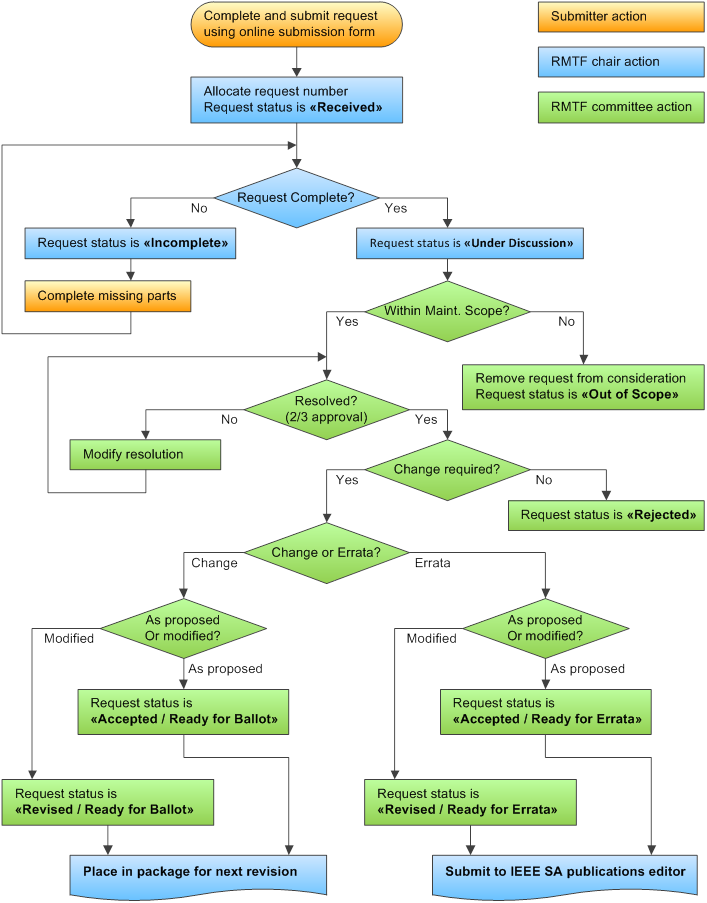 Complete and submit request
using online submission form
Submitter action
RMTF chair action
RMTF committee action
Allocate request number
Request status is «Received»
Request Complete?
No
Yes
Request status is «Incomplete»
Request status is «Under Discussion»
Complete missing parts
Within Maint. Scope?
Yes
No
Remove request from consideration
Request status is «Out of Scope»
Resolved?
(2/3 approval)
No
Yes
Modify resolution
Change required?
Yes
No
Request status is «Rejected»
Change or Errata?
Change
Errata
As proposed
Or modified?
Modified
As proposed
As proposed
Or modified?
Modified
As proposed
Request status is
«Accepted / Ready for Ballot»
Request status is
«Accepted / Ready for Errata»
Request status is
«Revised / Ready for Ballot»
Request status is
«Revised / Ready for Errata»
Place in package for next revision
Submit to IEEE SA publications editor